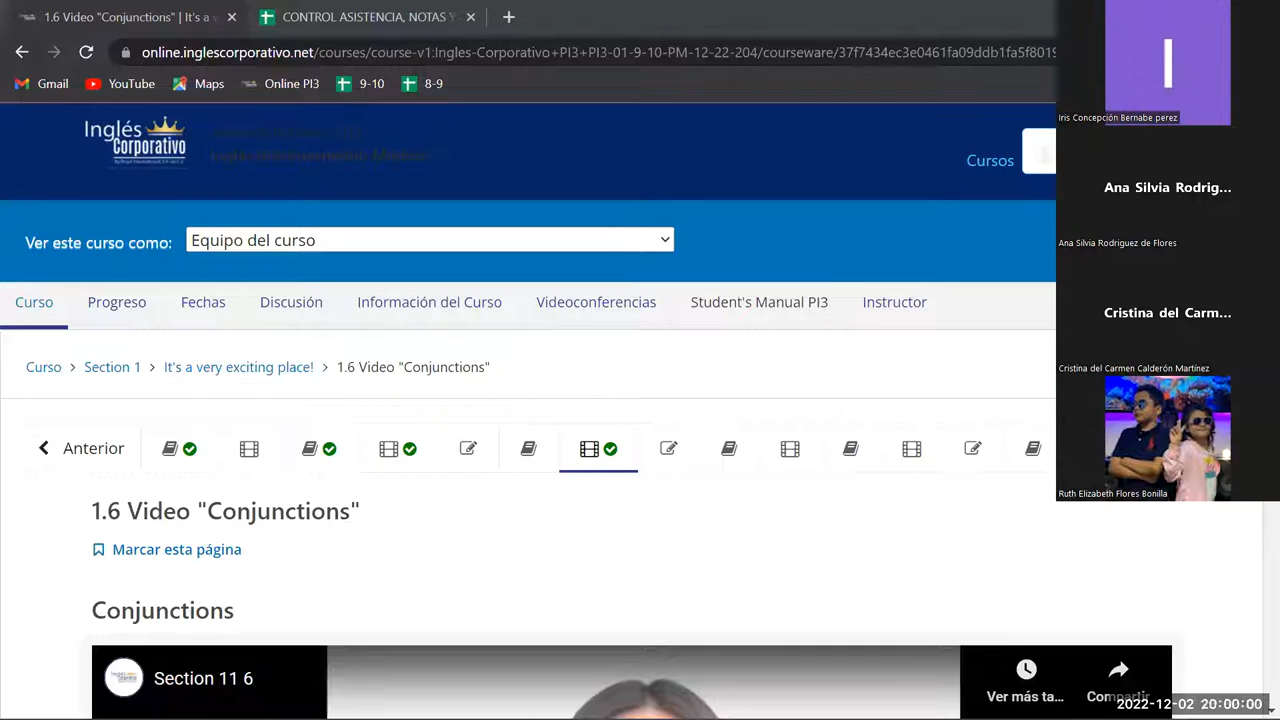 1.6 Video "Conjunctions" | It's a v
CONTROL ASISTENCIA, NOTAS Y
online.inglescorporativo.net/courses/course-v1:Ingles-Corporativo+PI3+PI3-01-9-10-PM-12-22-204/courseware/37f7434ec3e0461fa09ddb1fa5f8019
Gmail YouTube Maps Online PI3 9-10 8-9
Inglés
Corporativo
Cursos
Ver este curso como: Equipo del curso
Curso Progreso Fechas Discusión Información del Curso Videoconferencias Student's Manual PI3 Instructor
Curso > Section 1 > It's a very exciting place! > 1.6 Video "Conjunctions"
Anterior
1.6 Video "Conjunctions"
Marcar esta página
Conjunctions
Section 11 6
Ver más ta...
Compartir
2022-12-02 20:00:00
I
Iris Concepción Bernabe perez
Ana Silvia Rodrig...
Ana Silvia Rodriguez de Flores
Cristina del Carm...
Cristina del Carmen Calderón Martínez
Ruth Elizabeth Flores Bonilla